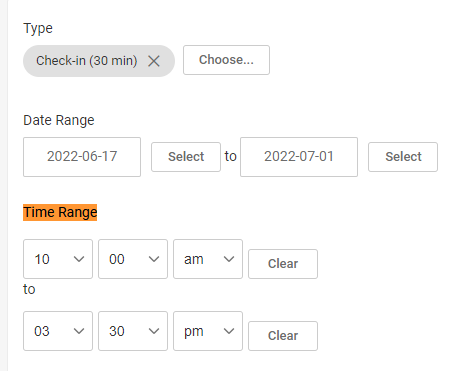 Type
Check-in (30 min) Choose...
Date Range
2022-06-17 Select to 2022-07-01 Select
Time Range
10 00 am Clear
to
03 30 pm Clear